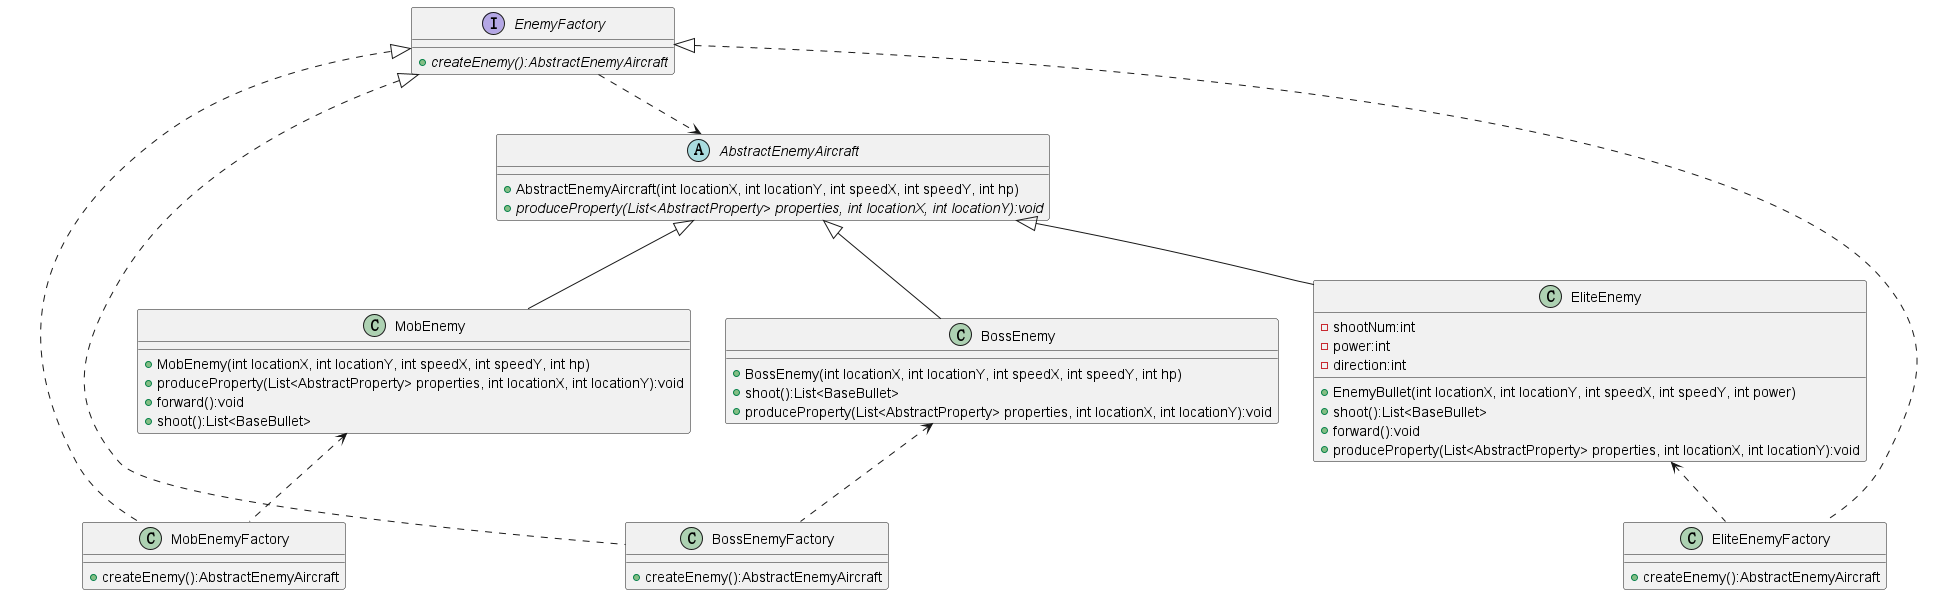 I EnemyFactory
createEnemy():AbstractEnemyAircraft
A AbstractEnemyAircraft
AbstractEnemyAircraft(int locationX, int locationY, int speedX, int speedY, int hp)
produceProperty(List<AbstractProperty> properties, int locationX, int locationY):void
C MobEnemy
MobEnemy(int locationX, int locationY, int speedX, int speedY, int hp)
produceProperty(List<AbstractProperty> properties, int locationX, int locationY):void
forward():void
shoot():List<BaseBullet>
C BossEnemy
BossEnemy(int locationX, int locationY, int speedX, int speedY, int hp)
shoot():List<BaseBullet>
produceProperty(List<AbstractProperty> properties, int locationX, int locationY):void
C EliteEnemy
shootNum:int
power:int
direction:int
EnemyBullet(int locationX, int locationY, int speedX, int speedY, int power)
shoot():List<BaseBullet>
forward():void
produceProperty(List<AbstractProperty> properties, int locationX, int locationY):void
C MobEnemyFactory
createEnemy():AbstractEnemyAircraft
C BossEnemyFactory
createEnemy():AbstractEnemyAircraft
C EliteEnemyFactory
createEnemy():AbstractEnemyAircraft